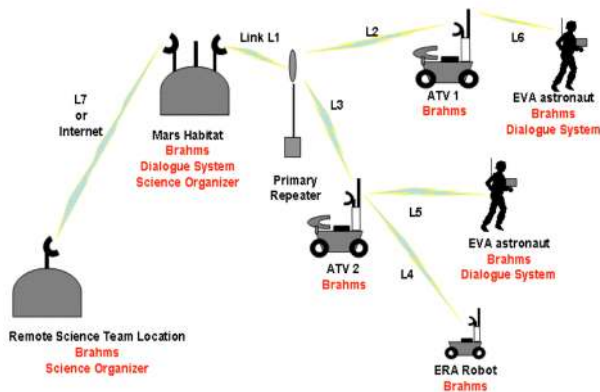 Link L1
L2
L6
L7
or
Internet
L3
ATV 1
Brahms
EVA astronaut
Brahms
Dialogue System
Mars Habitat
Brahms
Dialogue System
Science Organizer
Primary
Repeater
L5
ATV 2
Brahms
L4
EVA astronaut
Brahms
Dialogue System
Remote Science Team Location
Brahms
Science Organizer
ERA Robot
Brahms